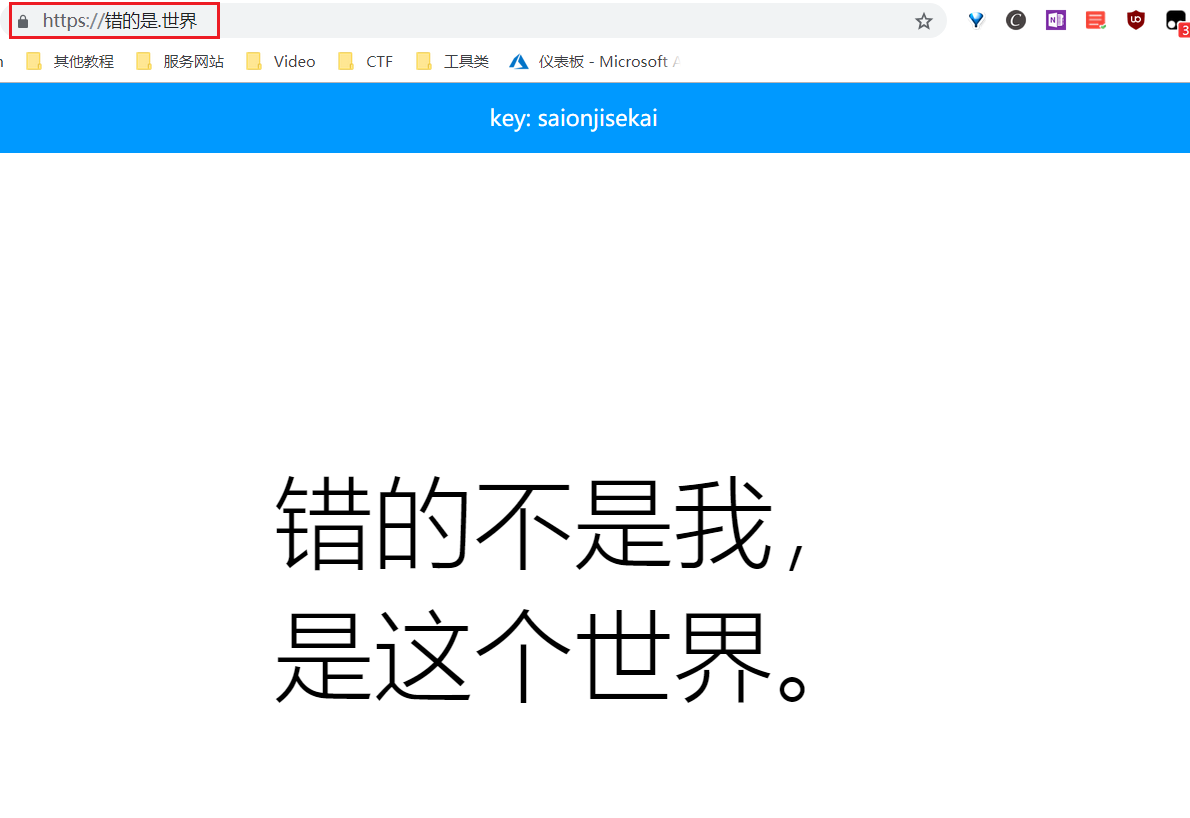 https://错的是.世界
其他教程 服务网站 Video CTF 工具类 仪表板 - Microsoft
key: saionjisekai
错的不是我，
是这个世界。
3